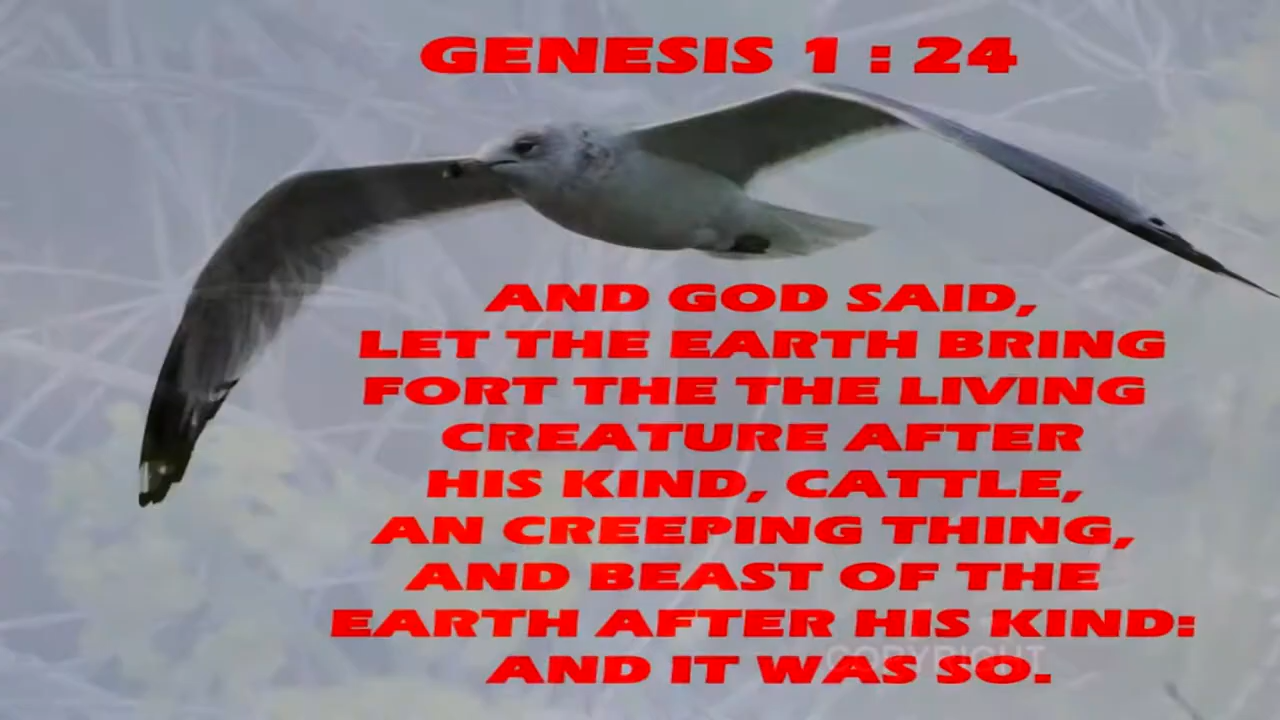 GENESIS 1 : 24
AND GOD SAID,
LET THE EARTH BRING
FORT THE THE LIVING
CREATURE AFTER
HIS KIND, CATTLE,
AN CREEPING THING,
AND BEAST OF THE
EARTH AFTER HIS KIND:
COPYRIGHT
AND IT WAS SO.